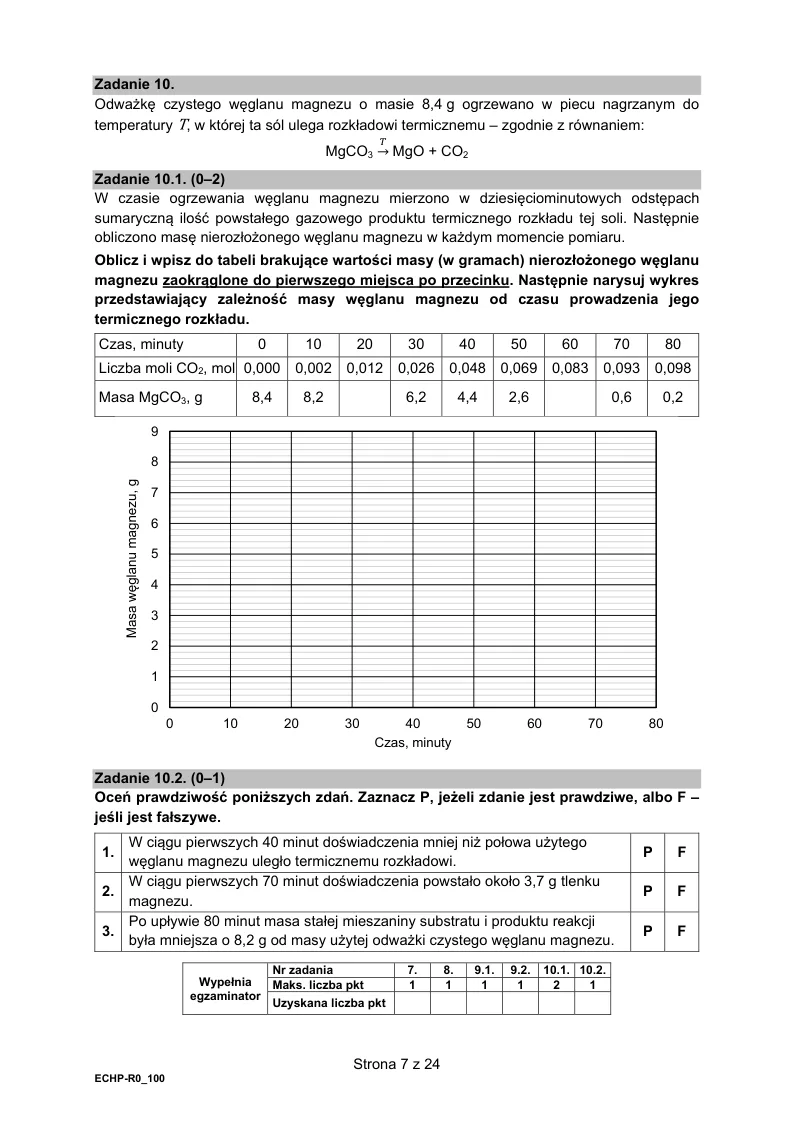 Zadanie 10.
Odważkę czystego węglanu magnezu o masie 8,4 g ogrzewano w piecu nagrzanym do
temperatury T, w której ta sól ulega rozkładowi termicznemu – zgodnie z równaniem:
T
MgCO₃ → MgO + CO₂
Zadanie 10.1. (0–2)
W czasie ogrzewania węglanu magnezu mierzono w dziesięciominutowych odstępach
sumaryczną ilość powstałego gazowego produktu termicznego rozkładu tej soli. Następnie
obliczono masę nierozłożonego węglanu magnezu w każdym momencie pomiaru.
Oblicz i wpisz do tabeli brakujące wartości masy (w gramach) nierozłożonego węglanu
magnezu zaokrąglone do pierwszego miejsca po przecinku. Następnie narysuj wykres
przedstawiający zależność masy węglanu magnezu od czasu prowadzenia jego
termicznego rozkładu.
Czas, minuty 0 10 20 30 40 50 60 70 80
Liczba moli CO₂, mol 0,000 0,002 0,012 0,026 0,048 0,069 0,083 0,093 0,098
Masa MgCO₃, g 8,4 8,2 6,2 4,4 2,6 0,6 0,2
9
8
7
6
5
4
3
2
1
0
Masa węglanu magnezu, g
0 10 20 30 40 50 60 70 80
Czas, minuty
Zadanie 10.2. (0–1)
Oceń prawdziwość poniższych zdań. Zaznacz P, jeżeli zdanie jest prawdziwe, albo F –
jeśli jest fałszywe.
1. W ciągu pierwszych 40 minut doświadczenia mniej niż połowa użytego
węglanu magnezu uległo termicznemu rozkładowi. P F
2. W ciągu pierwszych 70 minut doświadczenia powstało około 3,7 g tlenku
magnezu. P F
3. Po upływie 80 minut masa stałej mieszaniny substratu i produktu reakcji
była mniejsza o 8,2 g od masy użytej odważki czystego węglanu magnezu. P F
Wypełnia
egzaminator
Nr zadania 7. 8. 9.1. 9.2. 10.1. 10.2.
Maks. liczba pkt 1 1 1 1 2 1
Uzyskana liczba pkt
Strona 7 z 24
ECHP-R0_100